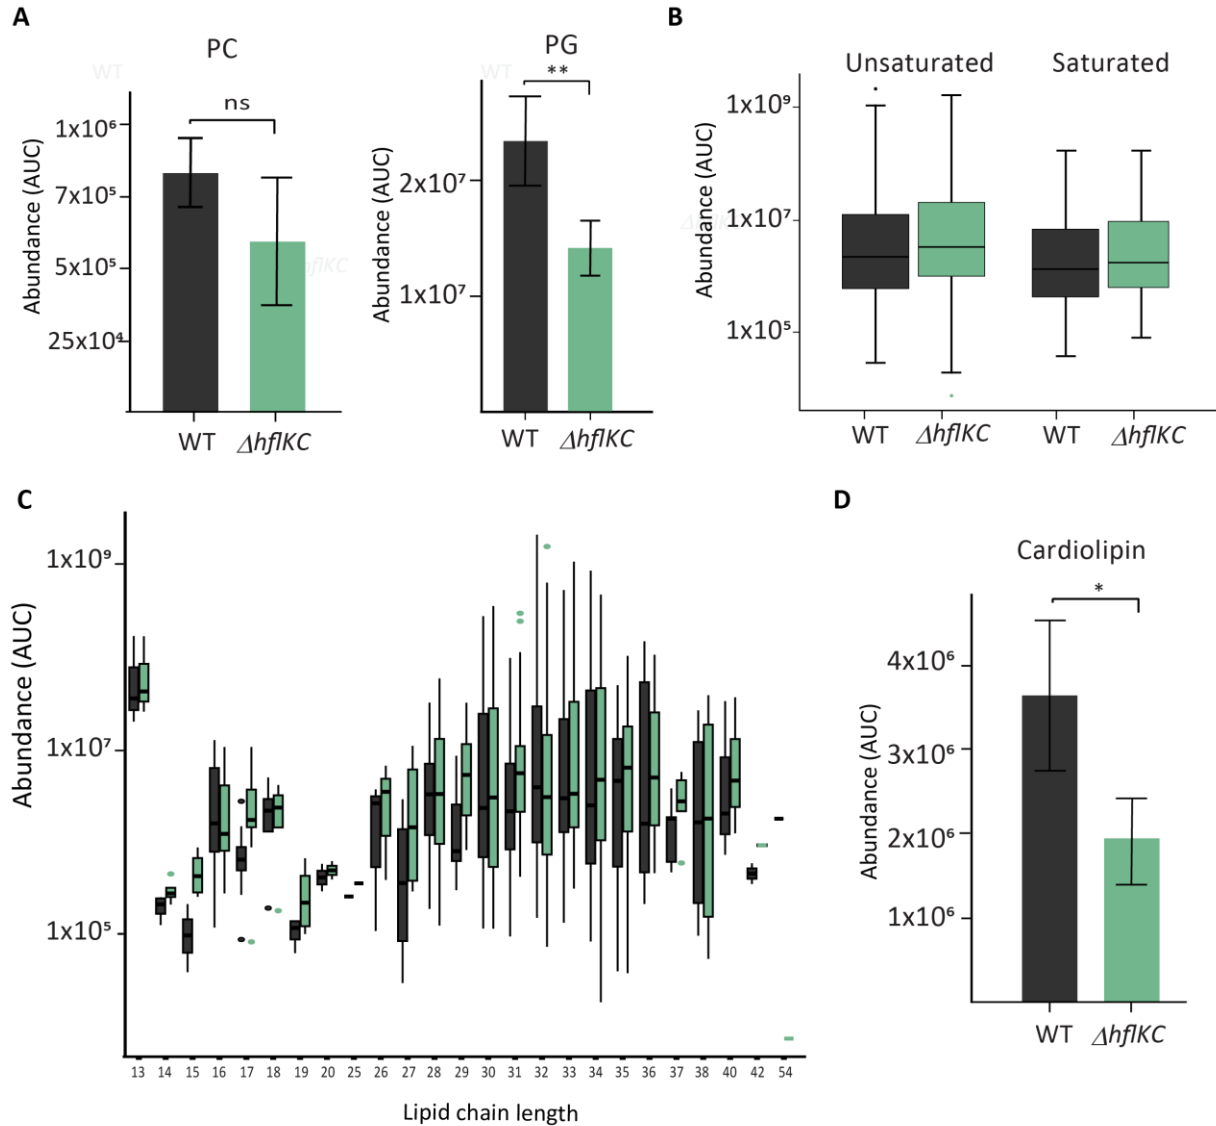 A
PC
WT
ns
Abundance (AUC)
1x10⁶
7x10⁵
5x10⁵
25x10⁴
hflKC
WT
ΔhflKC
PG
WT
**
Abundance (AUC)
2x10⁷
1x10⁷
WT
ΔhflKC
B
Unsaturated
Saturated
Abundance (AUC)
1x10⁹
1x10⁷
1x10⁵
WT
ΔhflKC
WT
ΔhflKC
C
Abundance (AUC)
1x10⁹
1x10⁷
1x10⁵
13 14 15 16 17 18 19 20 25 26 27 28 29 30 31 32 33 34 35 36 37 38 40 42 54
Lipid chain length
D
Cardiolipin
*
Abundance (AUC)
4x10⁶
3x10⁶
2x10⁶
1x10⁶
WT
ΔhflKC